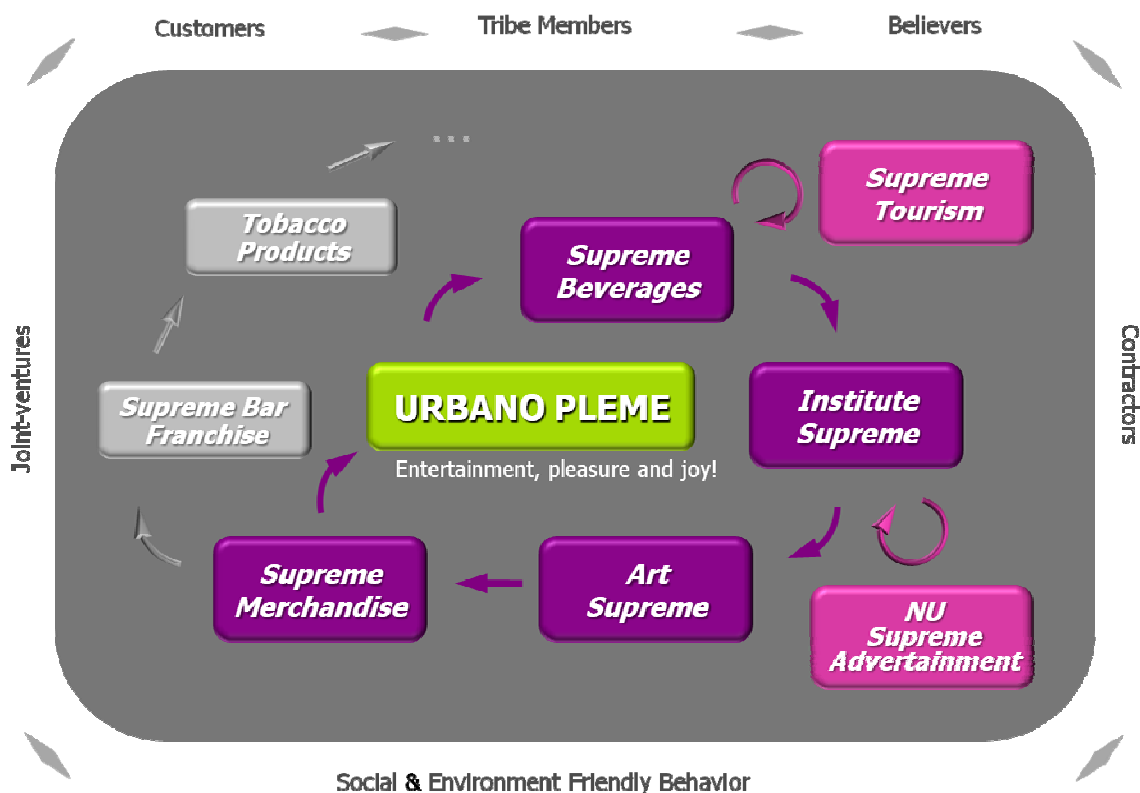 Customers
Tribe Members
Believers
...
Supreme
Tourism
Tobacco
Products
Supreme
Beverages
Joint-ventures
Contractors
Supreme Bar
Franchise
URBANO PLEME
Entertainment, pleasure and joy!
Institute
Supreme
Supreme
Merchandise
Art
Supreme
NU
Supreme
Advertainment
Social & Environment Friendly Behavior